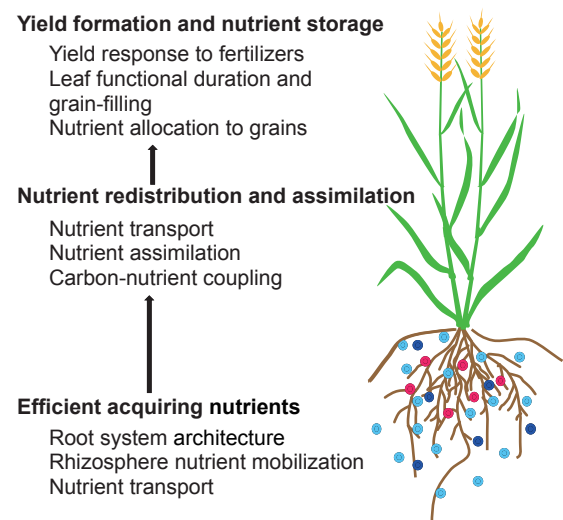 Yield formation and nutrient storage
Yield response to fertilizers
Leaf functional duration and
grain-filling
Nutrient allocation to grains
Nutrient redistribution and assimilation
Nutrient transport
Nutrient assimilation
Carbon-nutrient coupling
Efficient acquiring nutrients
Root system architecture
Rhizosphere nutrient mobilization
Nutrient transport